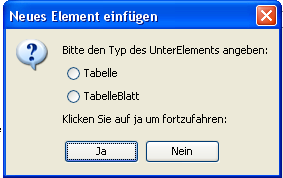 Neues Element einfügen
Bitte den Typ des UnterElements angeben:
Tabelle
TabelleBlatt
Klicken Sie auf ja um fortzufahren:
Ja Nein